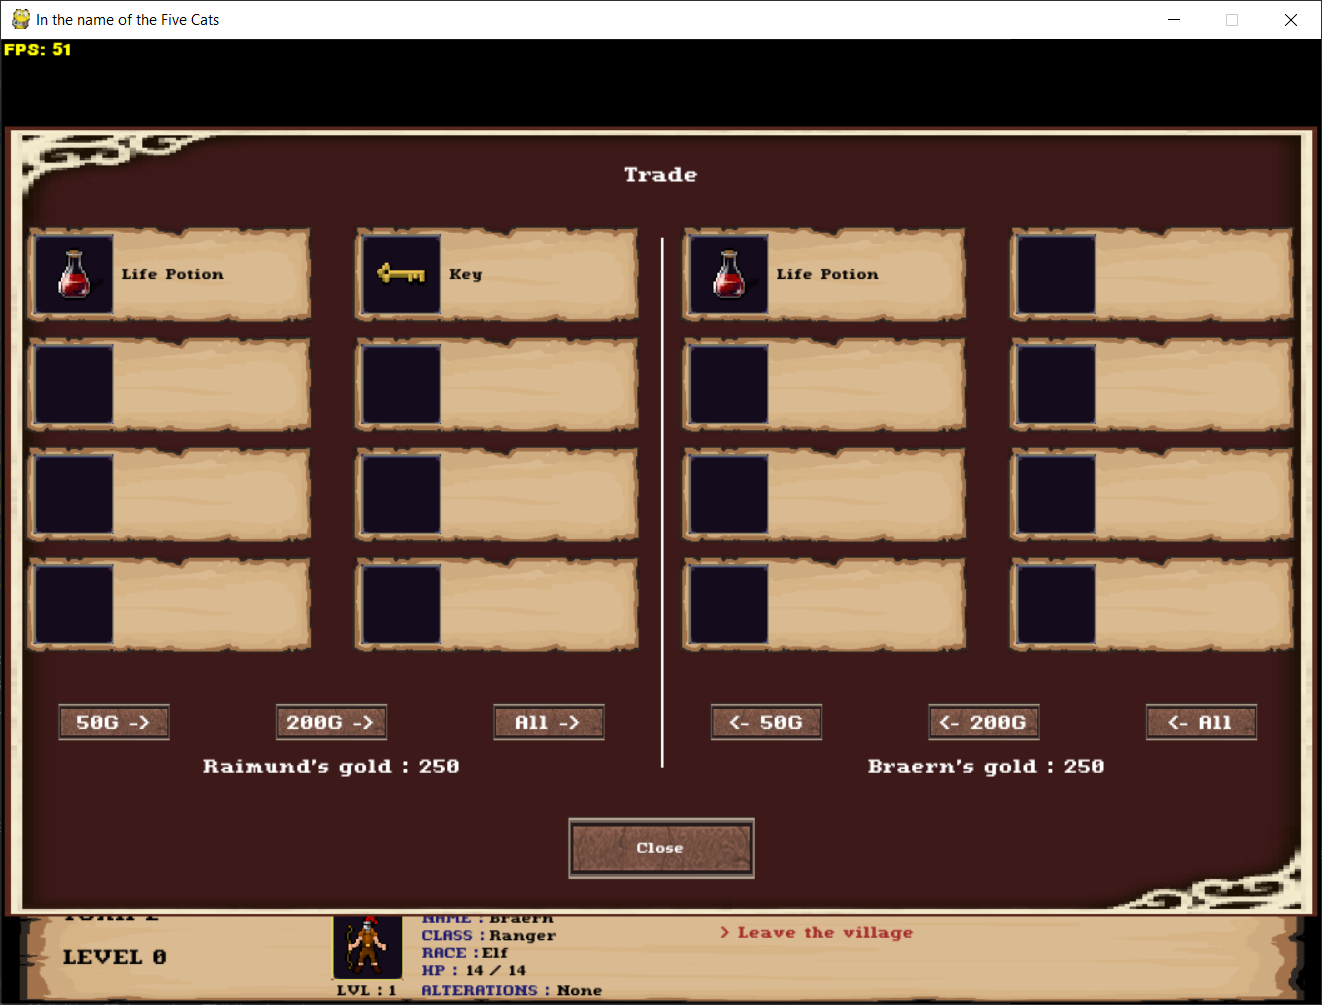 In the name of the Five Cats
FPS: 51
Trade
Life Potion
Key
Life Potion
50G ->
200G ->
All ->
<- 50G
<- 200G
<- All
Raimund's gold : 250
Braern's gold : 250
Close
NAME : Braern
LEVEL 0
CLASS : Ranger
RACE : Elf
HP : 14 / 14
LVL : 1
ALTERATIONS : None
> Leave the village